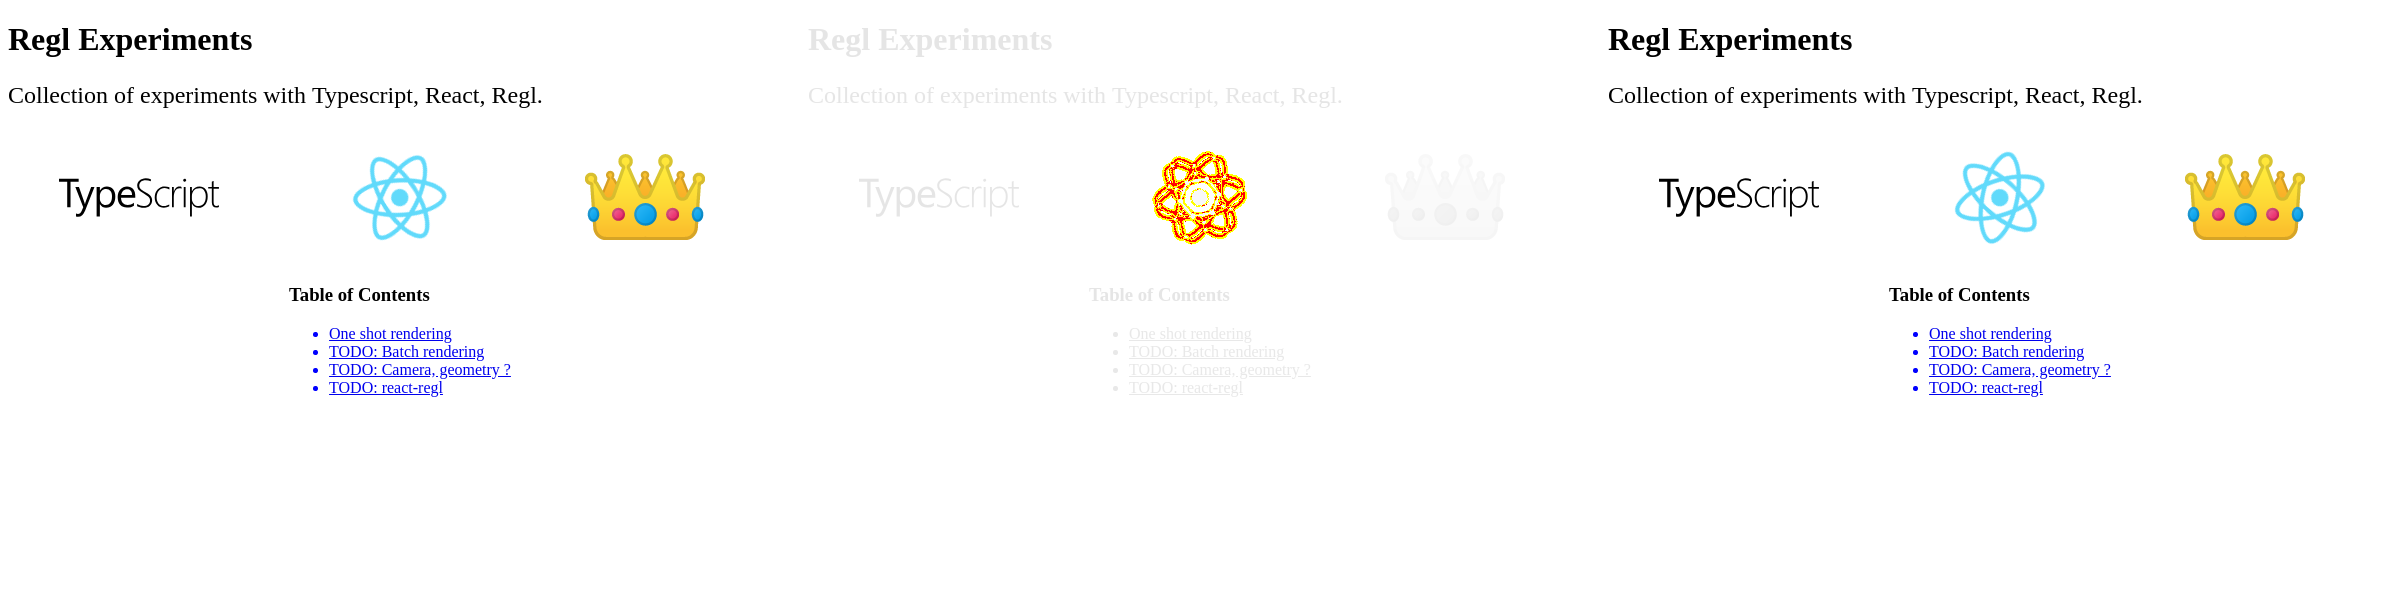 Regl Experiments
Collection of experiments with Typescript, React, Regl.
TypeScript
Table of Contents
One shot rendering
TODO: Batch rendering
TODO: Camera, geometry ?
TODO: react-regl
Regl Experiments
Collection of experiments with Typescript, React, Regl.
TypeScript
Table of Contents
One shot rendering
TODO: Batch rendering
TODO: Camera, geometry ?
TODO: react-regl
Regl Experiments
Collection of experiments with Typescript, React, Regl.
TypeScript
Table of Contents
One shot rendering
TODO: Batch rendering
TODO: Camera, geometry ?
TODO: react-regl